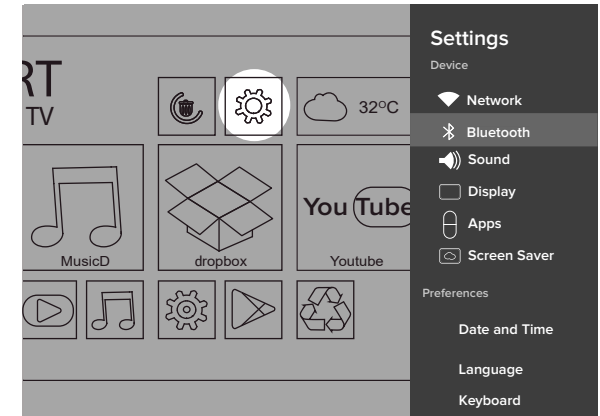 RT
TV
32°C
MusicD
dropbox
You Tube
Youtube
Settings
Device
Network
Bluetooth
Sound
Display
Apps
Screen Saver
Preferences
Date and Time
Language
Keyboard